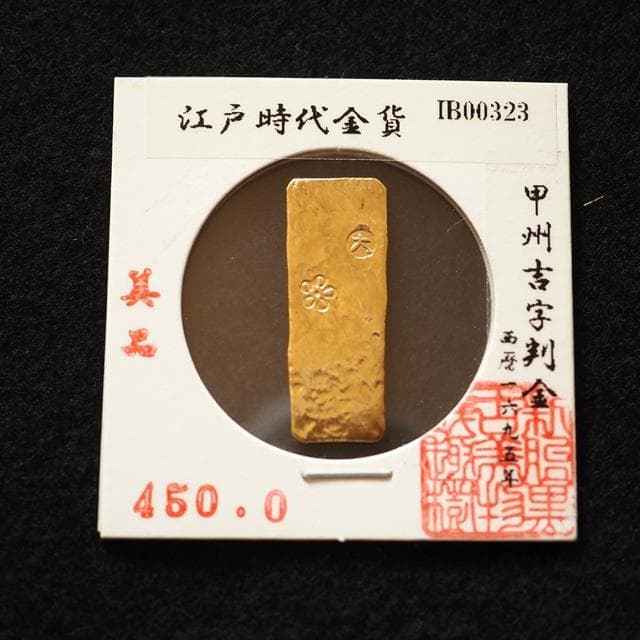 江戸時代金貨 IB00323
甲州吉字判金
西暦一六九五年
美品
大
450.0